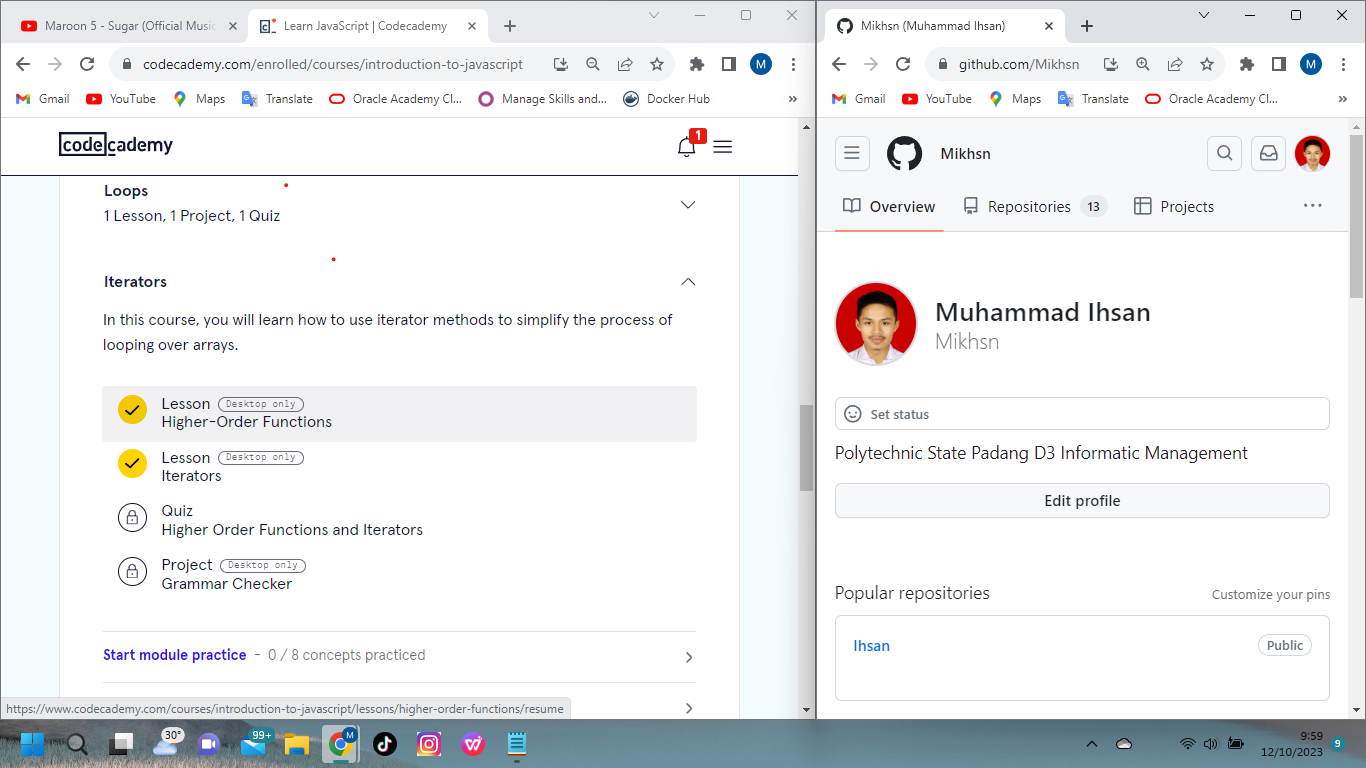 Maroon 5 - Sugar (Official Music
Learn JavaScript | Codecademy
codecademy.com/enrolled/courses/introduction-to-javascript
M
Gmail
YouTube
Maps
Translate
Oracle Academy Cl...
Manage Skills and...
Docker Hub
»
codecademy
1
Loops
1 Lesson, 1 Project, 1 Quiz
Iterators
In this course, you will learn how to use iterator methods to simplify the process of
looping over arrays.
Lesson Desktop only
Higher-Order Functions
Lesson Desktop only
Iterators
Quiz
Higher Order Functions and Iterators
Project Desktop only
Grammar Checker
Start module practice - 0 / 8 concepts practiced
https://www.codecademy.com/courses/introduction-to-javascript/lessons/higher-order-functions/resume
Mikhsn (Muhammad Ihsan)
github.com/Mikhsn
M
Gmail
YouTube
Maps
Translate
Oracle Academy Cl...
»
Mikhsn
Overview
Repositories 13
Projects
Muhammad Ihsan
Mikhsn
Set status
Polytechnic State Padang D3 Informatic Management
Edit profile
Popular repositories
Customize your pins
Ihsan
Public
30°
99+
M
9:59
12/10/2023
9